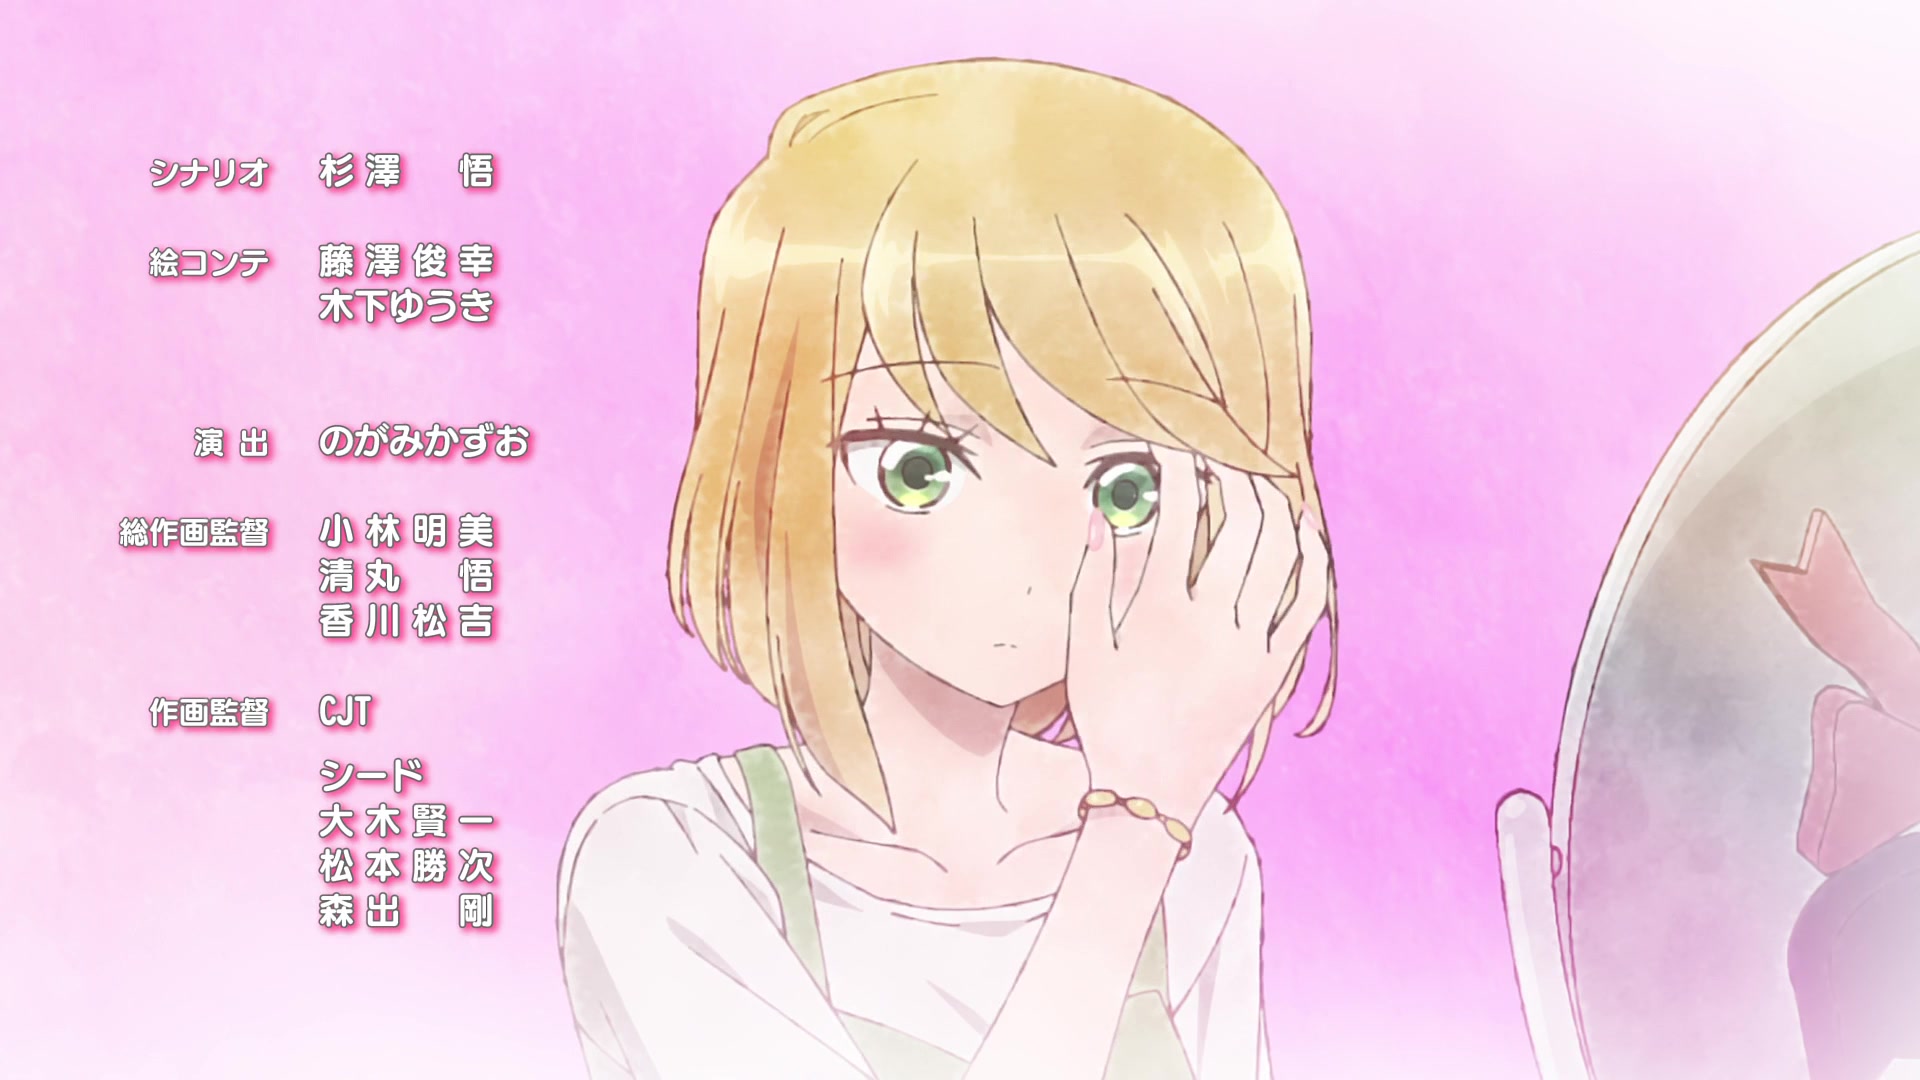 シナリオ 杉澤 悟
絵コンテ 藤澤俊幸
木下ゆうき
演出 のがみかずお
総作画監督 小林明美
清丸 悟
香川松吉
作画監督 CJT
シード
大木賢一
松本勝次
森出 剛